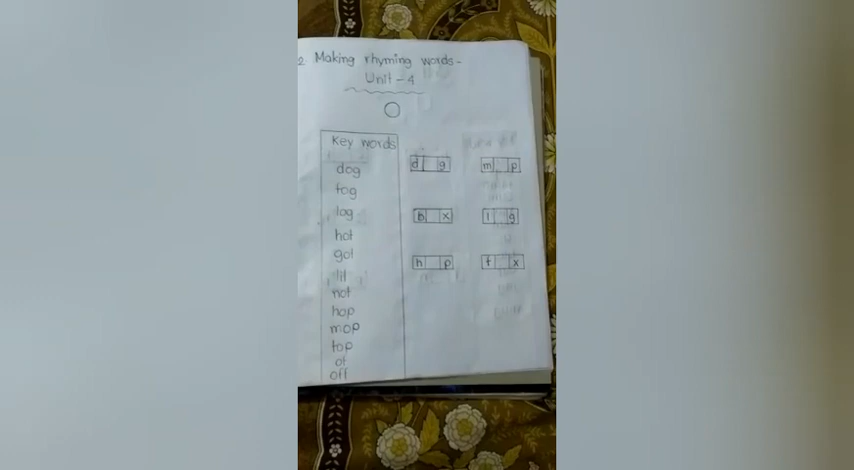 2 Making rhyming words-
Unit-4
O
Key words
dog
fog
log
hot
got
lit
not
hop
mop
top
of
off
d g
m p
b x
l g
h p
f x